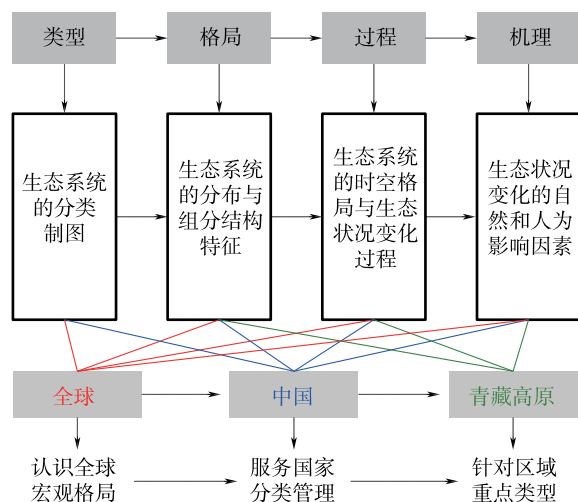 类型
格局
过程
机理
生态系统
的分类
制图
生态系统
的分布与
组分结构
特征
生态系统
的时空格
局与生态
状况变化
过程
生态状况
变化的自
然和人为
影响因素
全球
中国
青藏高原
认识全球
宏观格局
服务国家
分类管理
针对区域
重点类型